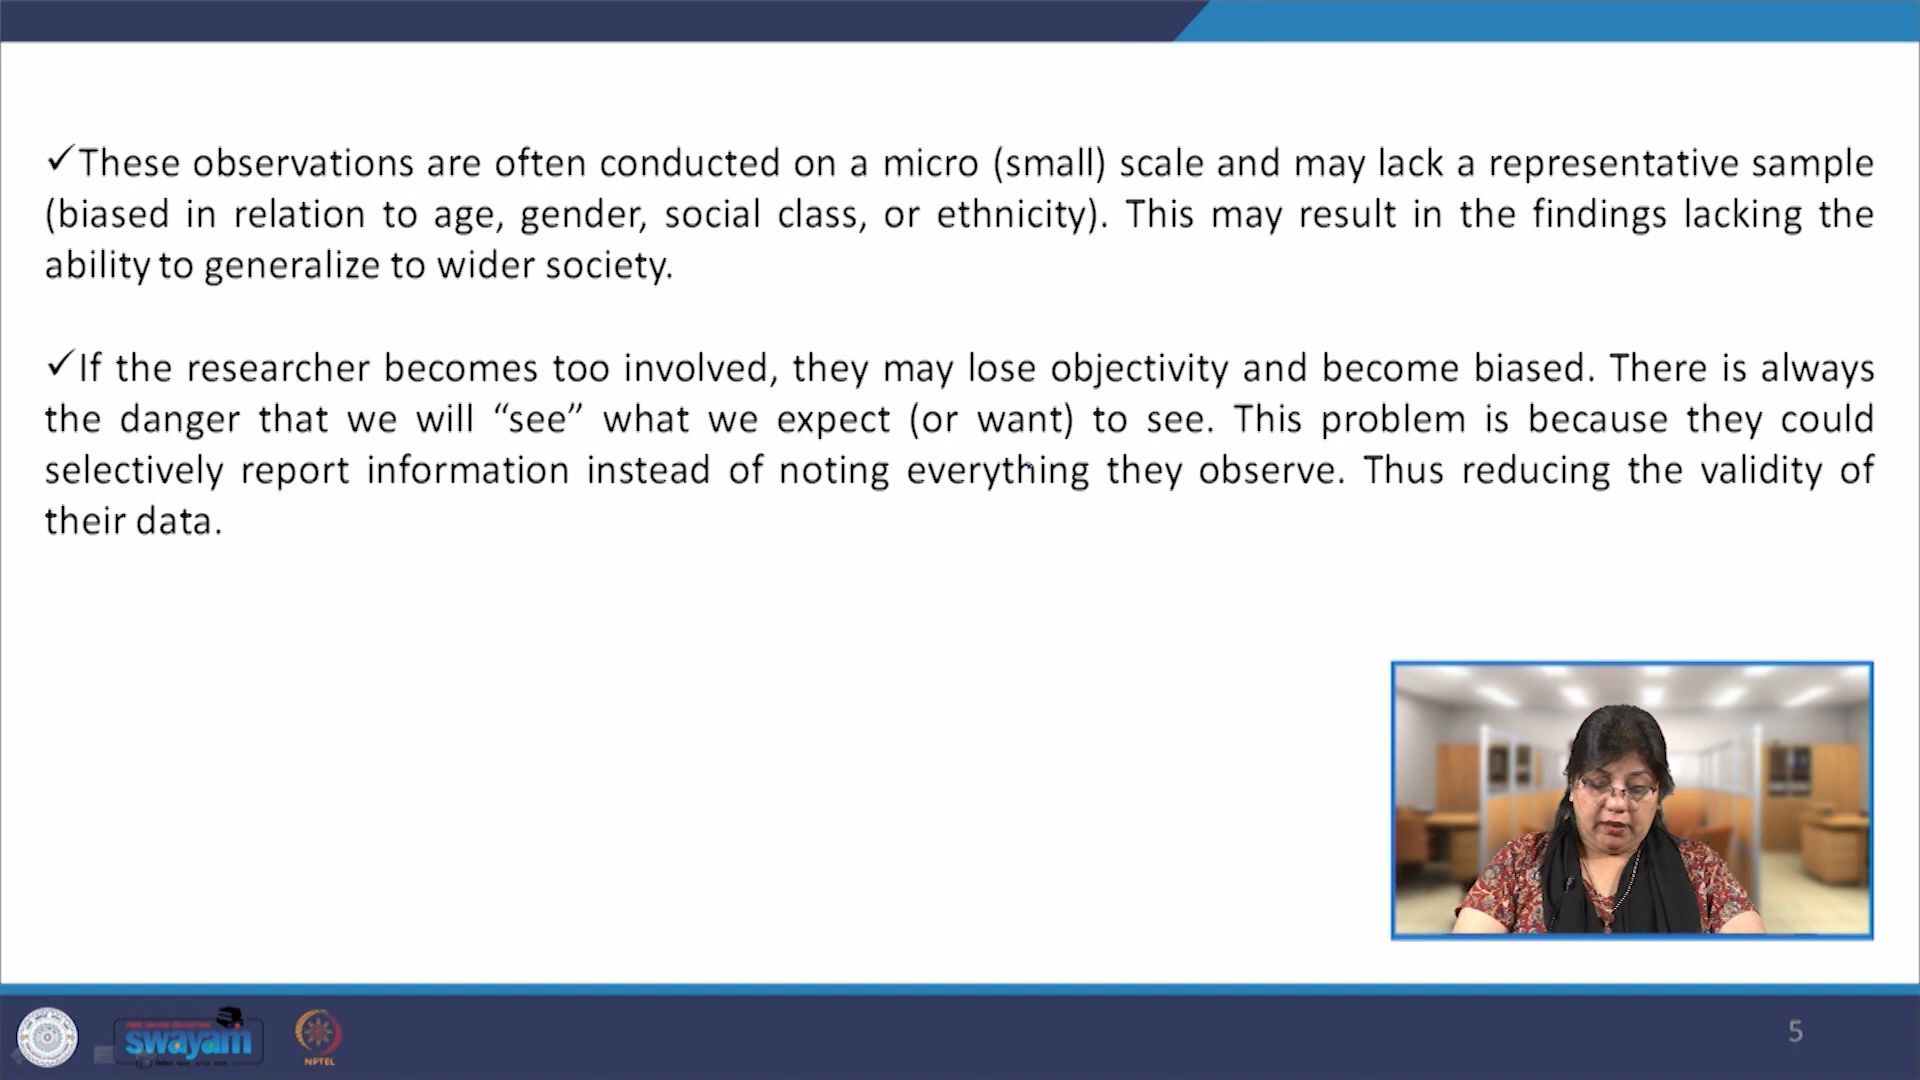 ✓These observations are often conducted on a micro (small) scale and may lack a representative sample
(biased in relation to age, gender, social class, or ethnicity). This may result in the findings lacking the
ability to generalize to wider society.
✓If the researcher becomes too involved, they may lose objectivity and become biased. There is always
the danger that we will “see” what we expect (or want) to see. This problem is because they could
selectively report information instead of noting everything they observe. Thus reducing the validity of
their data.
FREE ONLINE EDUCATION
swayam
NPTEL
5